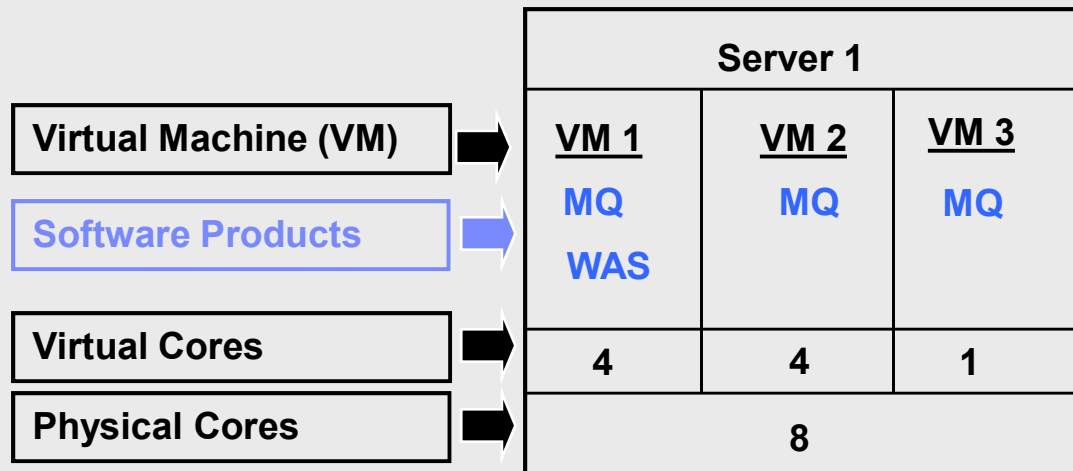 Server 1
Virtual Machine (VM)
VM 1 VM 2 VM 3
Software Products
MQ MQ MQ
WAS
Virtual Cores
4 4 1
Physical Cores
8